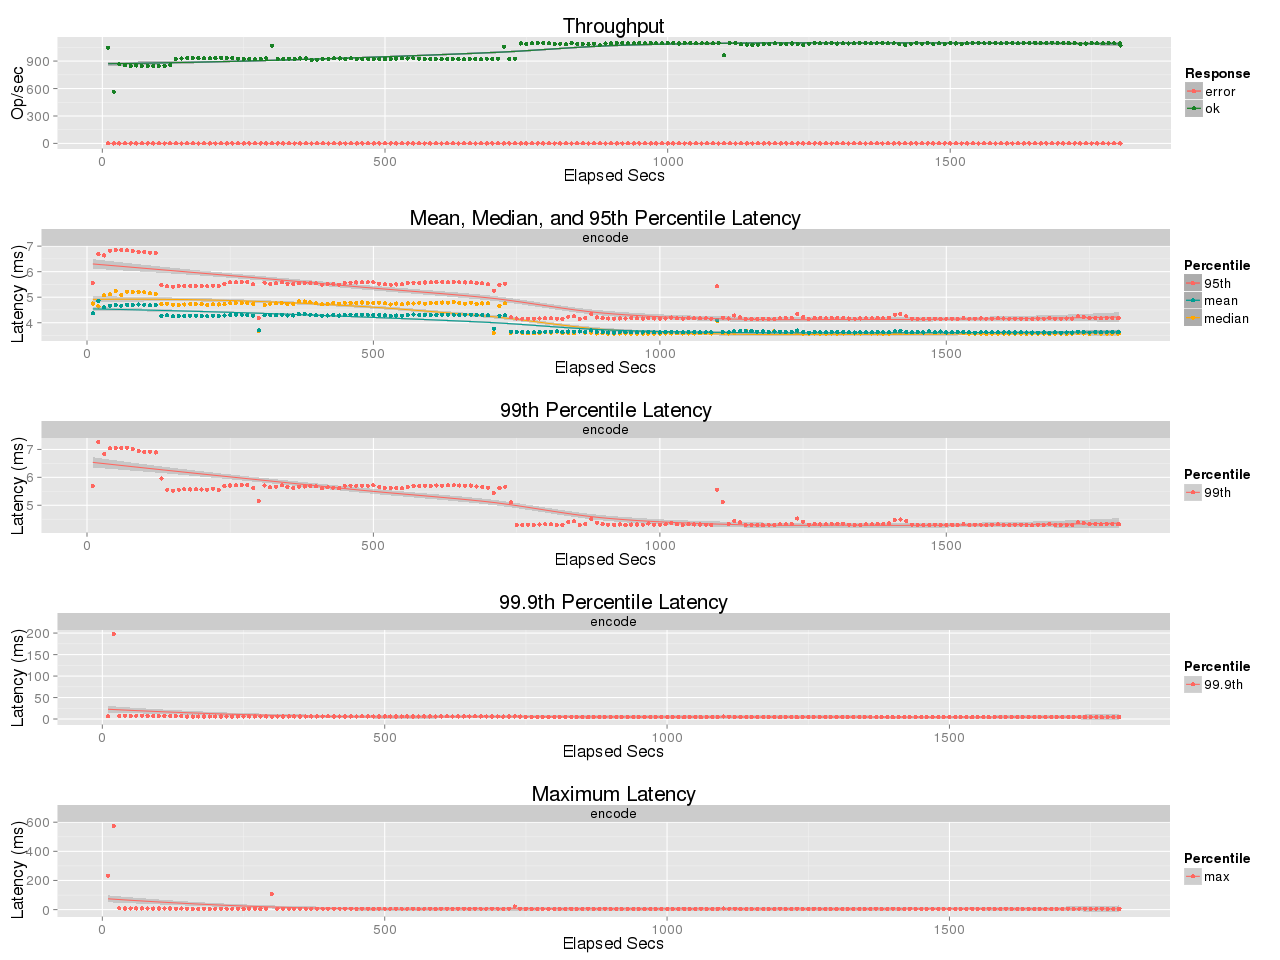 Throughput
Op/sec
900
600
300
0
0 500 1000 1500
Elapsed Secs
Response
error
ok
Mean, Median, and 95th Percentile Latency
encode
Latency (ms)
7
6
5
4
0 500 1000 1500
Elapsed Secs
Percentile
95th
mean
median
99th Percentile Latency
encode
Latency (ms)
7
6
5
0 500 1000 1500
Elapsed Secs
Percentile
99th
99.9th Percentile Latency
encode
Latency (ms)
200
150
100
50
0
0 500 1000 1500
Elapsed Secs
Percentile
99.9th
Maximum Latency
encode
Latency (ms)
600
400
200
0
0 500 1000 1500
Elapsed Secs
Percentile
max